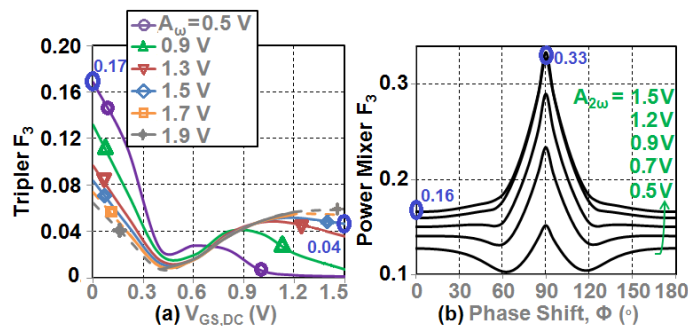 0.20
0.16
0.12
0.08
0.04
0
Tripler F3
0.17
Aω = 0.5 V
0.9 V
1.3 V
1.5 V
1.7 V
1.9 V
0.04
0 0.3 0.6 0.9 1.2 1.5
(a) VGS,DC (V)
0.3
0.2
0.1
Power Mixer F3
0.33
A2ω = 1.5V
1.2V
0.9V
0.7V
0.5V
0.16
0 30 60 90 120 150 180
(b) Phase Shift, Φ (◦)